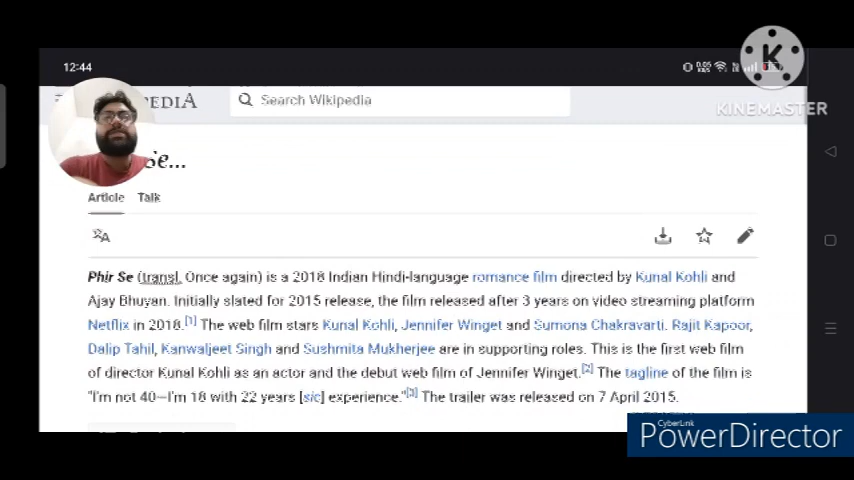 12:44
0.05
KINEMASTER
PEDIA
Search Wikipedia
Se...
Article Talk
Phir Se (transl. Once again) is a 2018 Indian Hindi-language romance film directed by Kunal Kohli and
Ajay Bhuyan. Initially slated for 2015 release, the film released after 3 years on video streaming platform
Netflix in 2018.[1] The web film stars Kunal Kohli, Jennifer Winget and Sumona Chakravarti. Rajit Kapoor,
Dalip Tahil, Kanwaljeet Singh and Sushmita Mukherjee are in supporting roles. This is the first web film
of director Kunal Kohli as an actor and the debut web film of Jennifer Winget.[2] The tagline of the film is
"I'm not 40—I'm 18 with 22 years [sic] experience."[3] The trailer was released on 7 April 2015.
CyberLink
PowerDirector